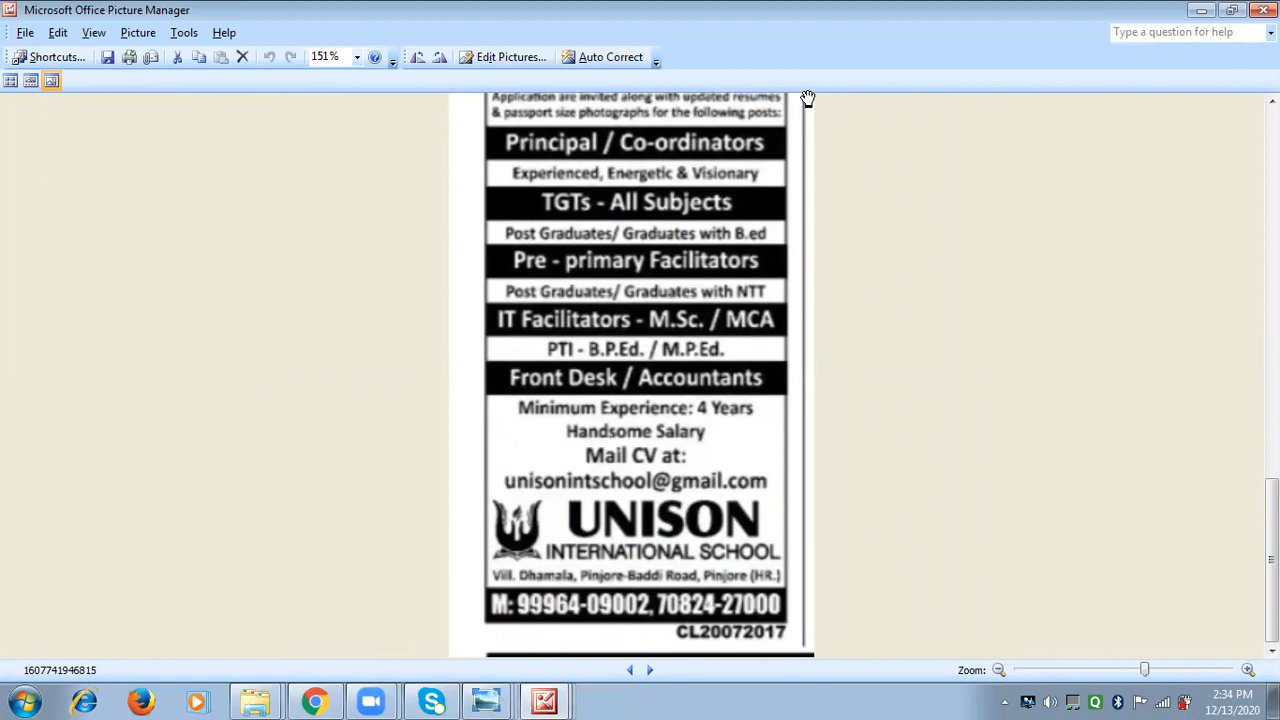 Microsoft Office Picture Manager
File Edit View Picture Tools Help
Type a question for help
Shortcuts... 151% Edit Pictures... Auto Correct
Application are invited along with updated resumes
& passport size photographs for the following posts:
Principal / Co-ordinators
Experienced, Energetic & Visionary
TGTs - All Subjects
Post Graduates/ Graduates with B.ed
Pre - primary Facilitators
Post Graduates/ Graduates with NTT
IT Facilitators - M.Sc. / MCA
PTI - B.P.Ed. / M.P.Ed.
Front Desk / Accountants
Minimum Experience: 4 Years
Handsome Salary
Mail CV at:
unisonintschool@gmail.com
UNISON
INTERNATIONAL SCHOOL
Vill. Dhamala, Pinjore-Baddi Road, Pinjore (HR.)
M: 99964-09002, 70824-27000
CL20072017
1607741946815 Zoom:
2:34 PM
12/13/2020